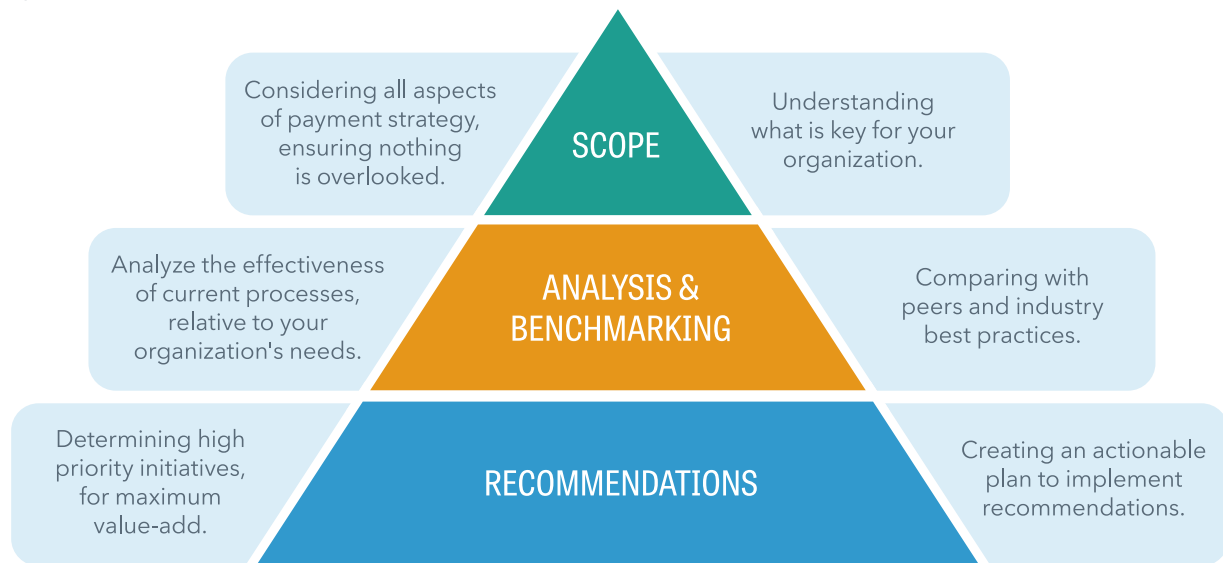 Considering all aspects
of payment strategy,
ensuring nothing
is overlooked.
SCOPE
Understanding
what is key for your
organization.
Analyze the effectiveness
of current processes,
relative to your
organization's needs.
ANALYSIS &
BENCHMARKING
Comparing with
peers and industry
best practices.
Determining high
priority initiatives,
for maximum
value-add.
RECOMMENDATIONS
Creating an actionable
plan to implement
recommendations.